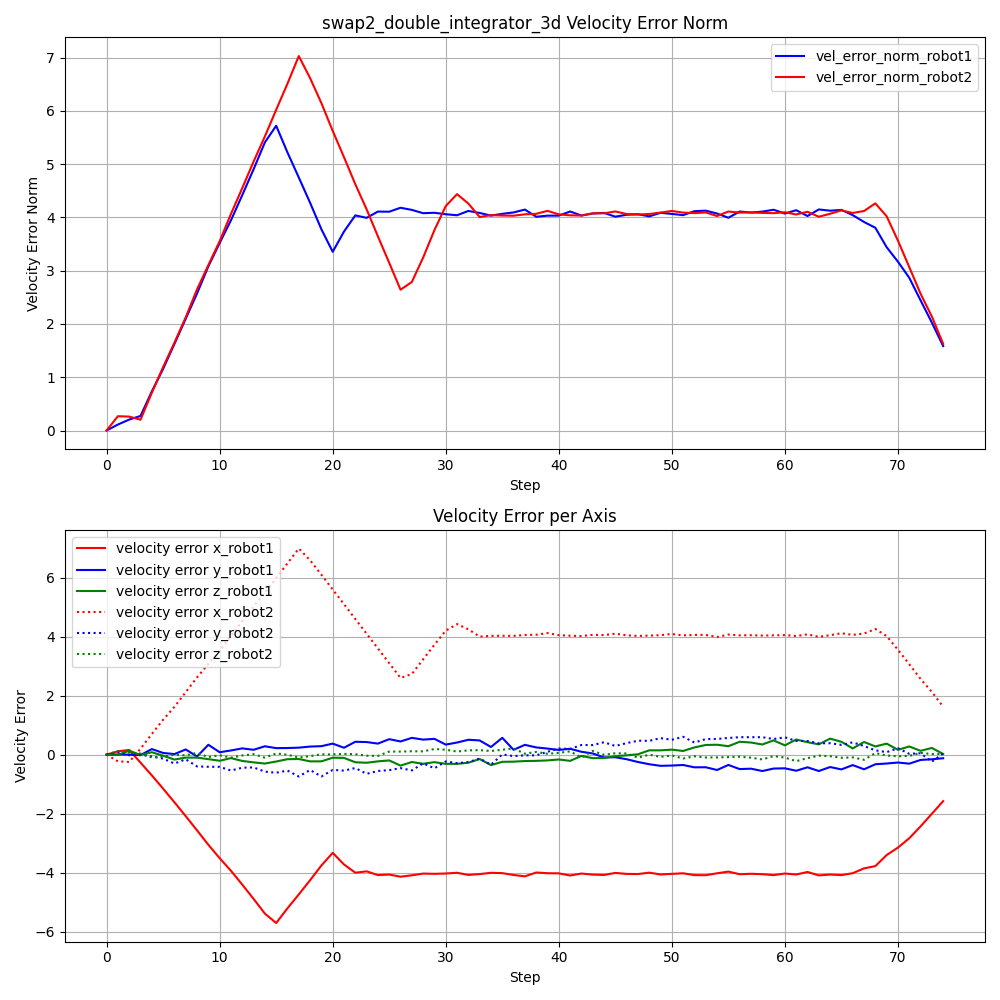 swap2_double_integrator_3d Velocity Error Norm
vel_error_norm_robot1
vel_error_norm_robot2
Velocity Error Norm
7
6
5
4
3
2
1
0
0 10 20 30 40 50 60 70
Step
Velocity Error per Axis
velocity error x_robot1
velocity error y_robot1
velocity error z_robot1
velocity error x_robot2
velocity error y_robot2
velocity error z_robot2
Velocity Error
6
4
2
0
−2
−4
−6
0 10 20 30 40 50 60 70
Step